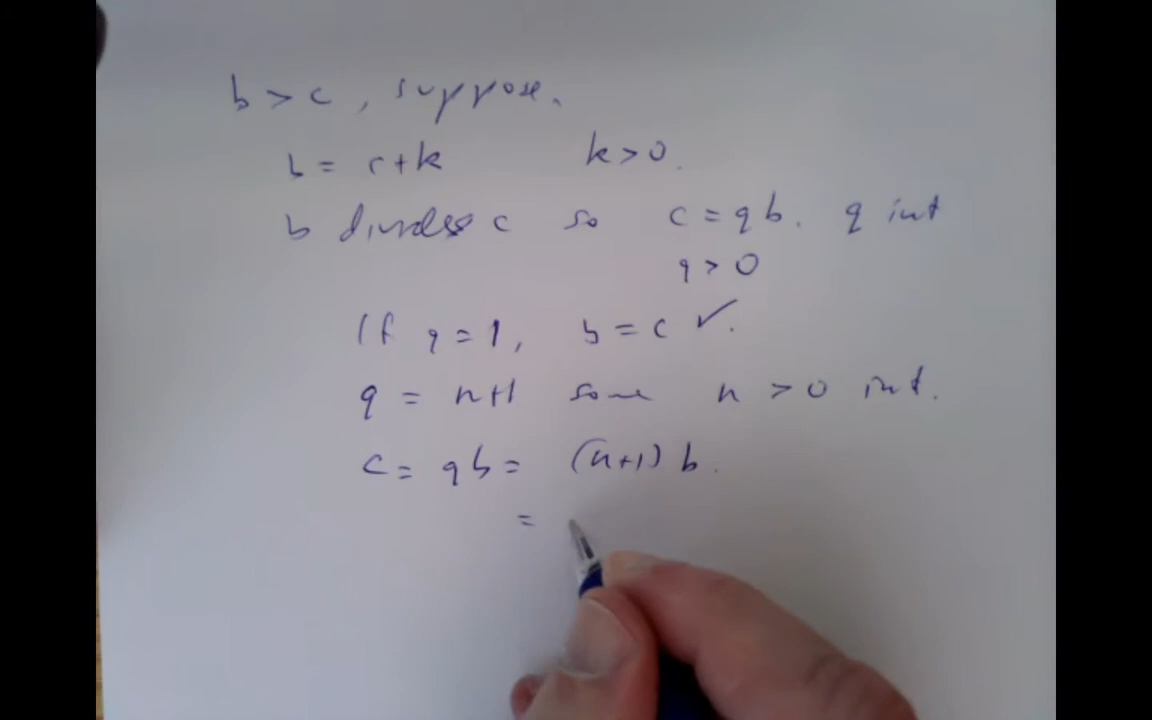 b > c, suppose.
b = c+k k>0.
b divides c so c = qb. q int
q > 0
If q = 1, b = c ✓.
q = n+1 some n > 0 int.
c = qb = (n+1) b.
=